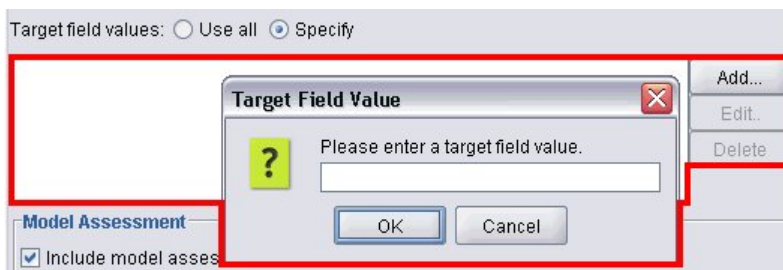 Target field values: Use all Specify
Add...
Target Field Value
Edit..
Please enter a target field value.
Delete
?
OK Cancel
Model Assessment
Include model asses